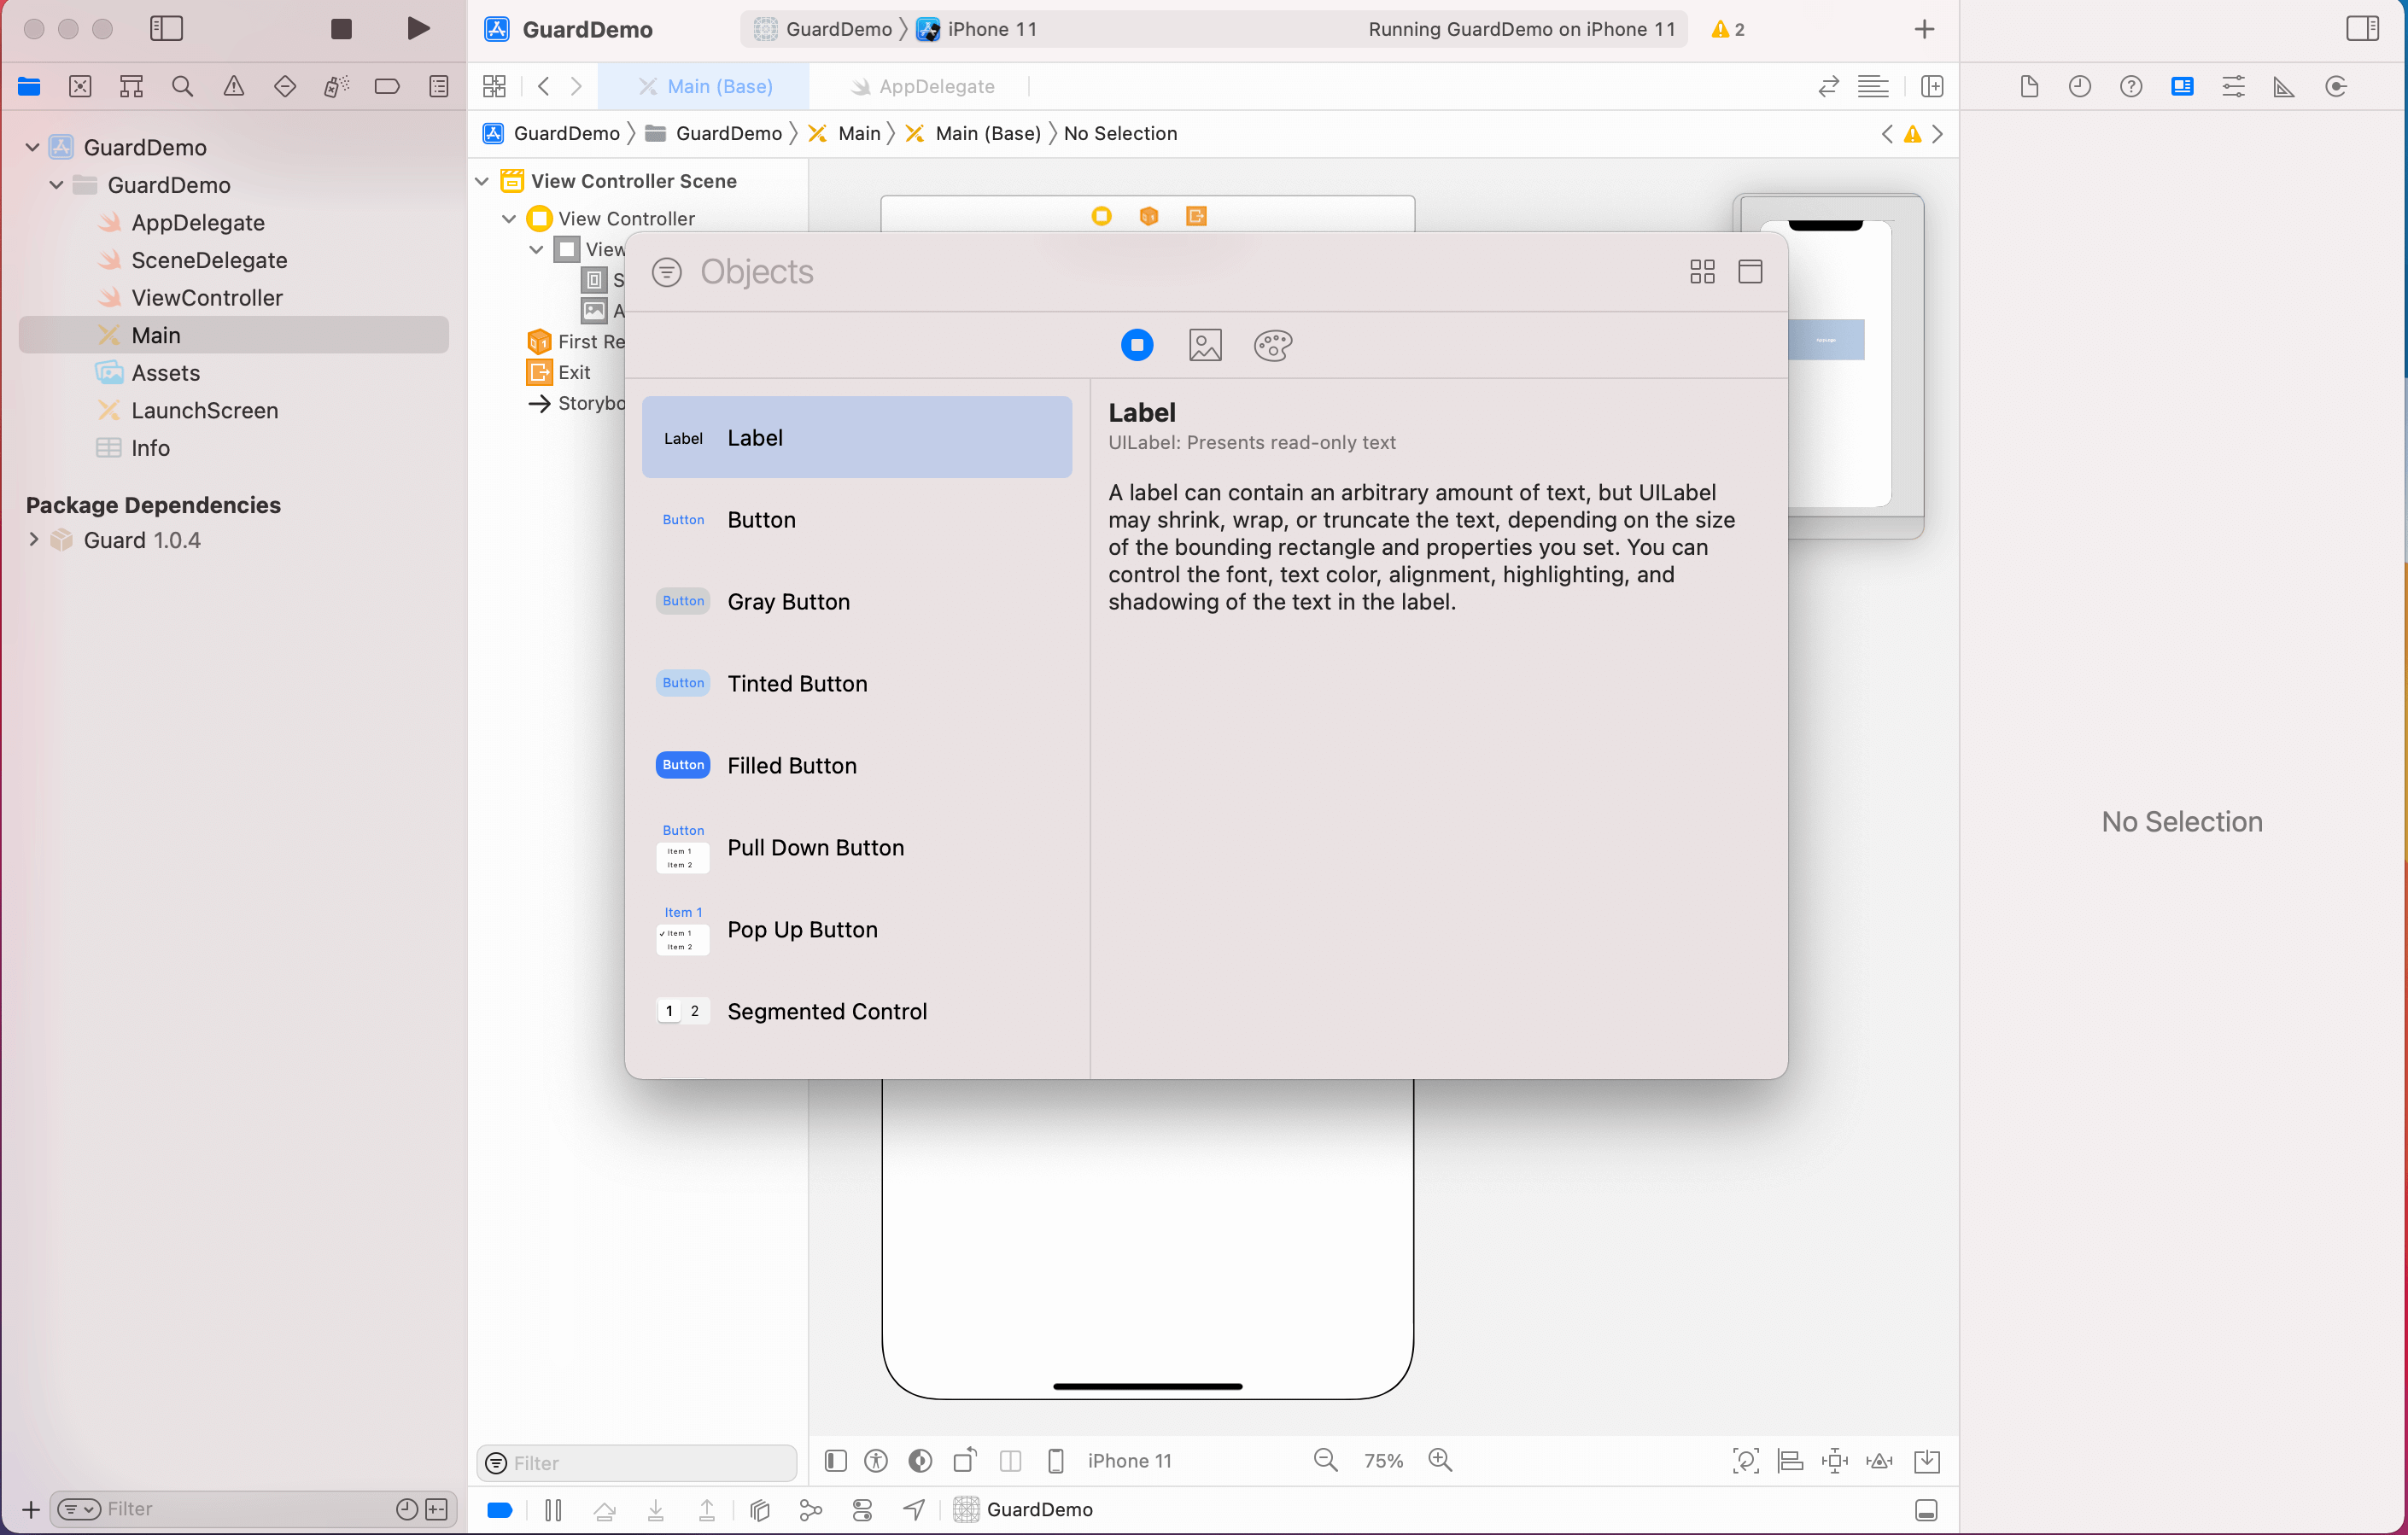 GuardDemo
GuardDemo
iPhone 11
Running GuardDemo on iPhone 11
2
Main (Base)
AppDelegate
GuardDemo
GuardDemo
Main
Main (Base)
No Selection
GuardDemo
GuardDemo
AppDelegate
SceneDelegate
ViewController
Main
Assets
LaunchScreen
Info
Package Dependencies
Guard 1.0.4
View Controller Scene
View Controller
View
S
A
First Re
Exit
Storybo
Objects
Label Label
Button Button
Button Gray Button
Button Tinted Button
Button Filled Button
Button
Item 1
Item 2
Pull Down Button
Item 1
Item 1
Item 2
Pop Up Button
1 2 Segmented Control
Label
UILabel: Presents read-only text
A label can contain an arbitrary amount of text, but UILabel
may shrink, wrap, or truncate the text, depending on the size
of the bounding rectangle and properties you set. You can
control the font, text color, alignment, highlighting, and
shadowing of the text in the label.
No Selection
Filter
iPhone 11
75%
Filter
GuardDemo